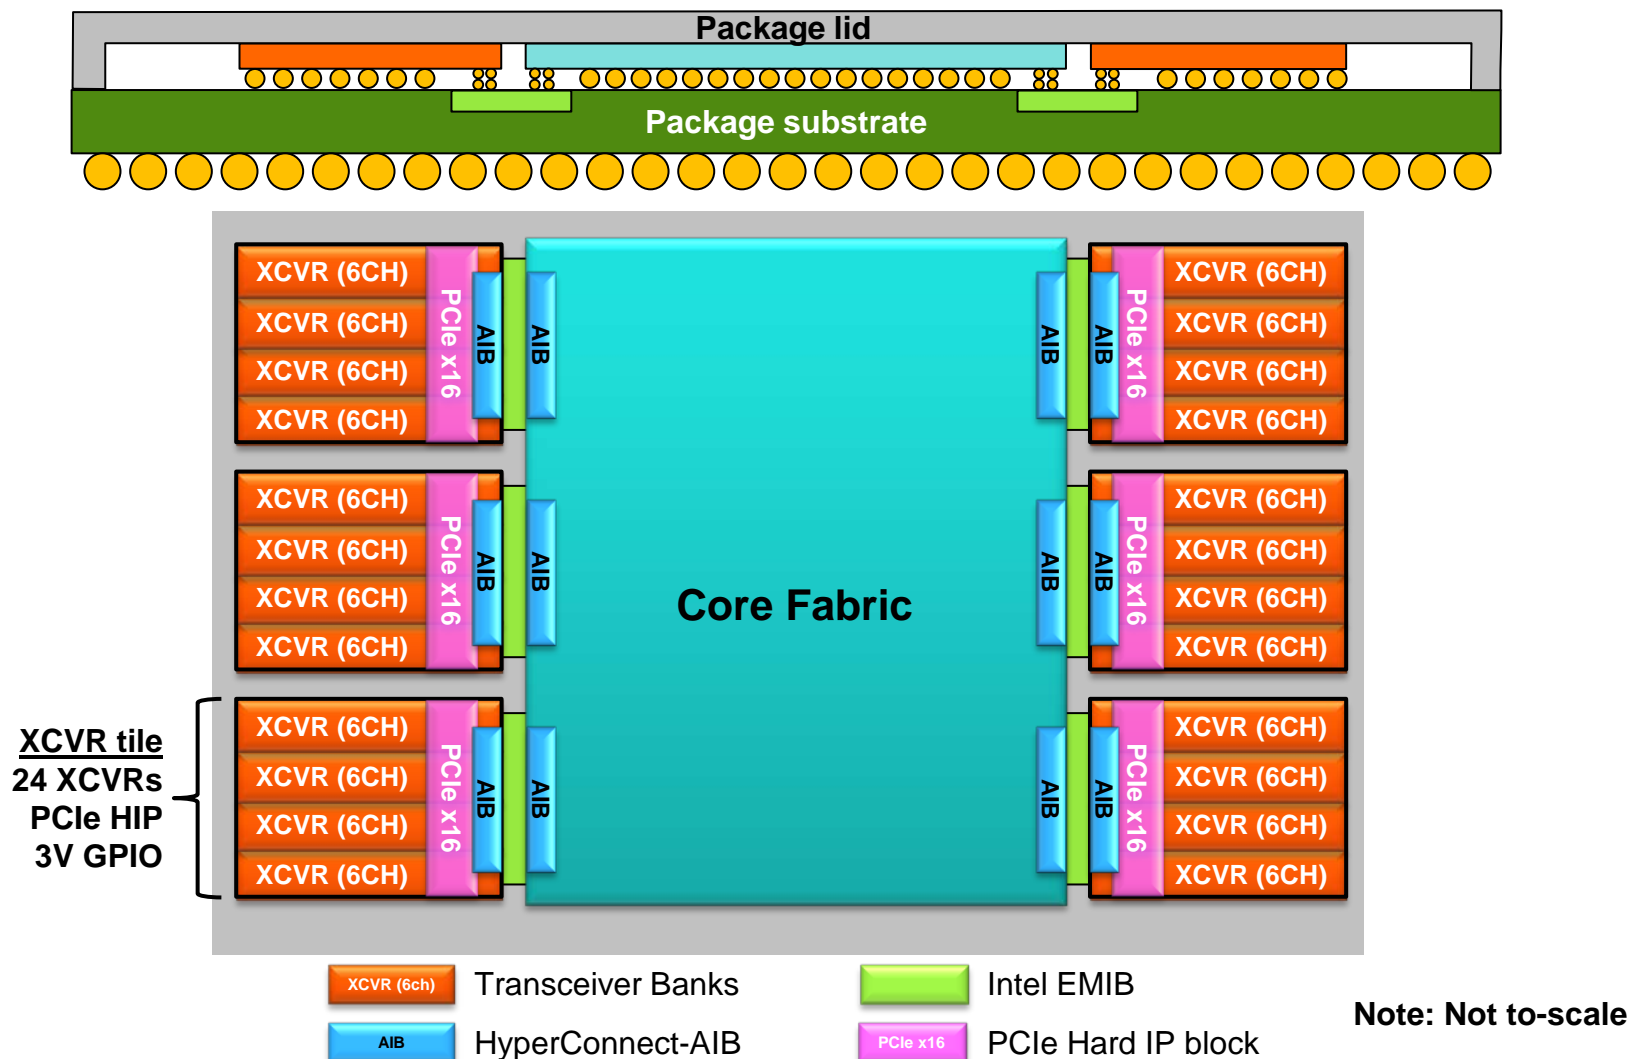 Package lid
Package substrate
XCVR (6CH)
XCVR (6CH)
XCVR (6CH)
XCVR (6CH)
PCIe x16
AIB
AIB
AIB
AIB
PCIe x16
XCVR (6CH)
XCVR (6CH)
XCVR (6CH)
XCVR (6CH)
XCVR (6CH)
XCVR (6CH)
XCVR (6CH)
XCVR (6CH)
PCIe x16
AIB
AIB
Core Fabric
AIB
AIB
PCIe x16
XCVR (6CH)
XCVR (6CH)
XCVR (6CH)
XCVR (6CH)
XCVR tile
24 XCVRs
PCIe HIP
3V GPIO
XCVR (6CH)
XCVR (6CH)
XCVR (6CH)
XCVR (6CH)
PCIe x16
AIB
AIB
AIB
AIB
PCIe x16
XCVR (6CH)
XCVR (6CH)
XCVR (6CH)
XCVR (6CH)
XCVR (6ch) Transceiver Banks
Intel EMIB
AIB HyperConnect-AIB
PCIe x16 PCIe Hard IP block
Note: Not to-scale